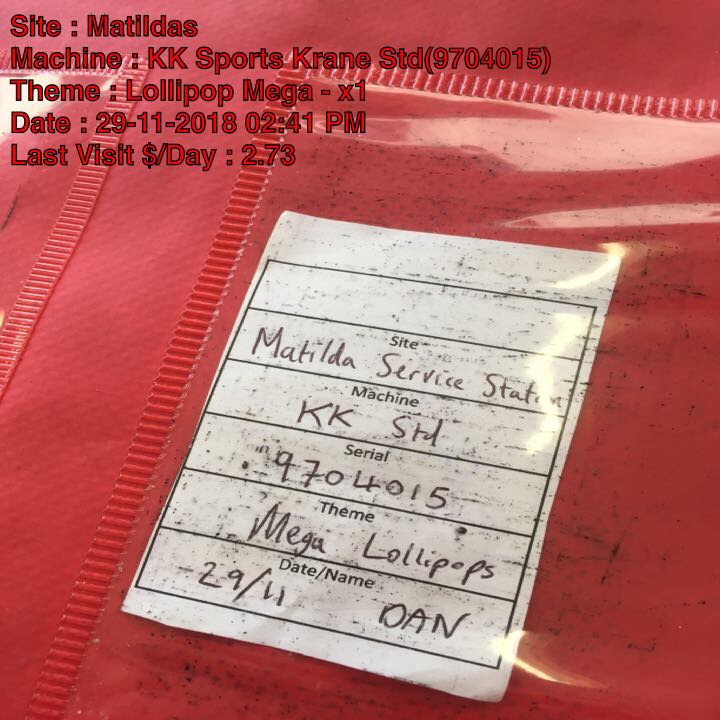 Site : Matildas
Machine : KK Sports Krane Std(9704015)
Theme : Lollipop Mega - x1
Date : 29-11-2018 02:41 PM
Last Visit $/Day : 2.73
Site
Matilda Service Station
Machine
KK Std
Serial
9704015
Theme
Mega Lollipops
Date/Name
29/11 DAN